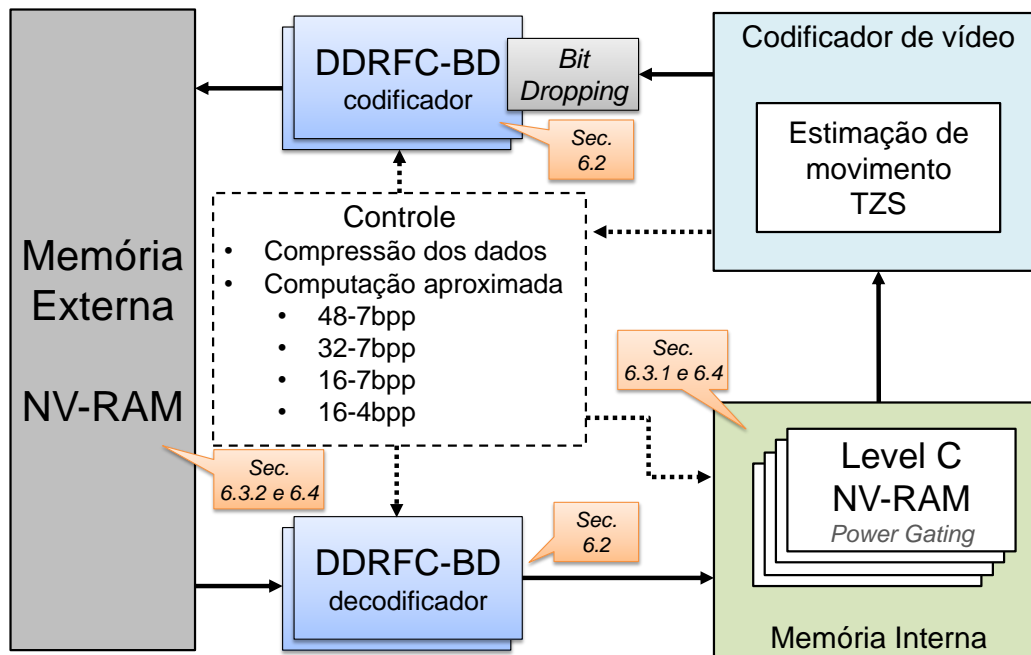 Memória
Externa
NV-RAM
DDRFC-BD
codificador
Bit
Dropping
Sec.
6.2
Codificador de vídeo
Estimação de
movimento
TZS
Controle
• Compressão dos dados
• Computação aproximada
• 48-7bpp
• 32-7bpp
• 16-7bpp
• 16-4bpp
Sec.
6.3.1 e 6.4
Sec.
6.3.2 e 6.4
Sec.
6.2
DDRFC-BD
decodificador
Level C
NV-RAM
Power Gating
Memória Interna